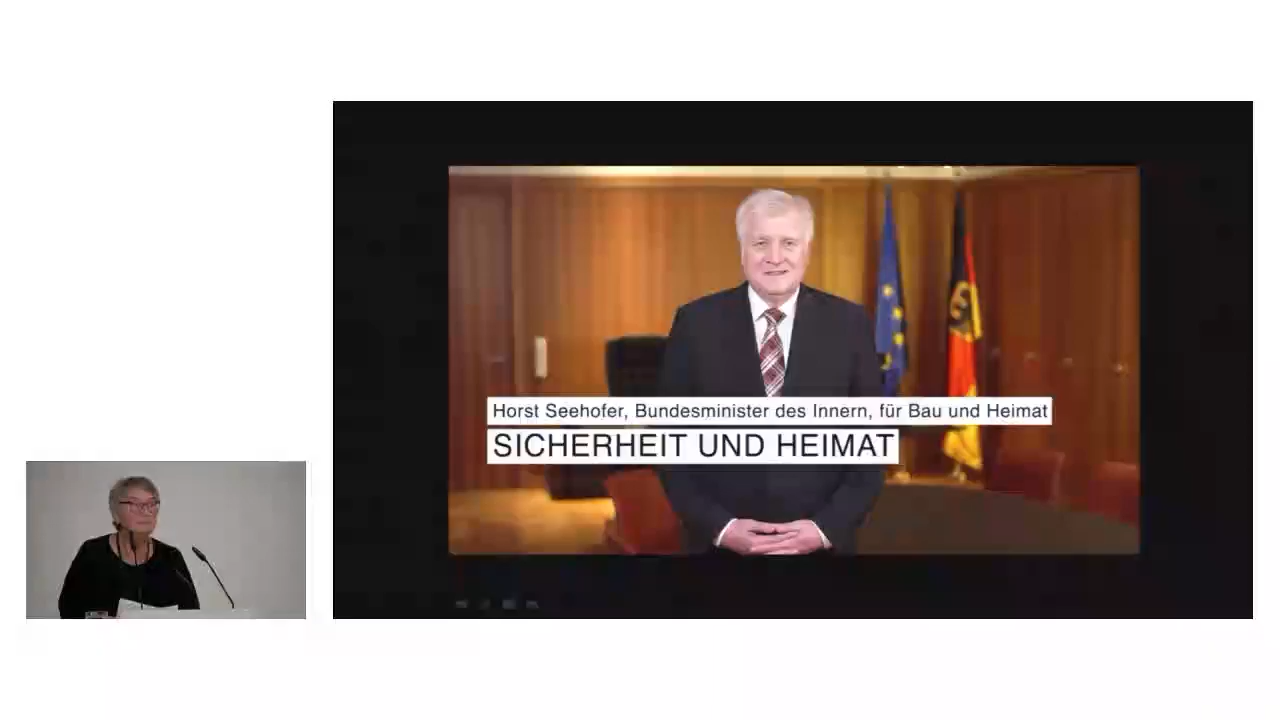 Horst Seehofer, Bundesminister des Innern, für Bau und Heimat
SICHERHEIT UND HEIMAT